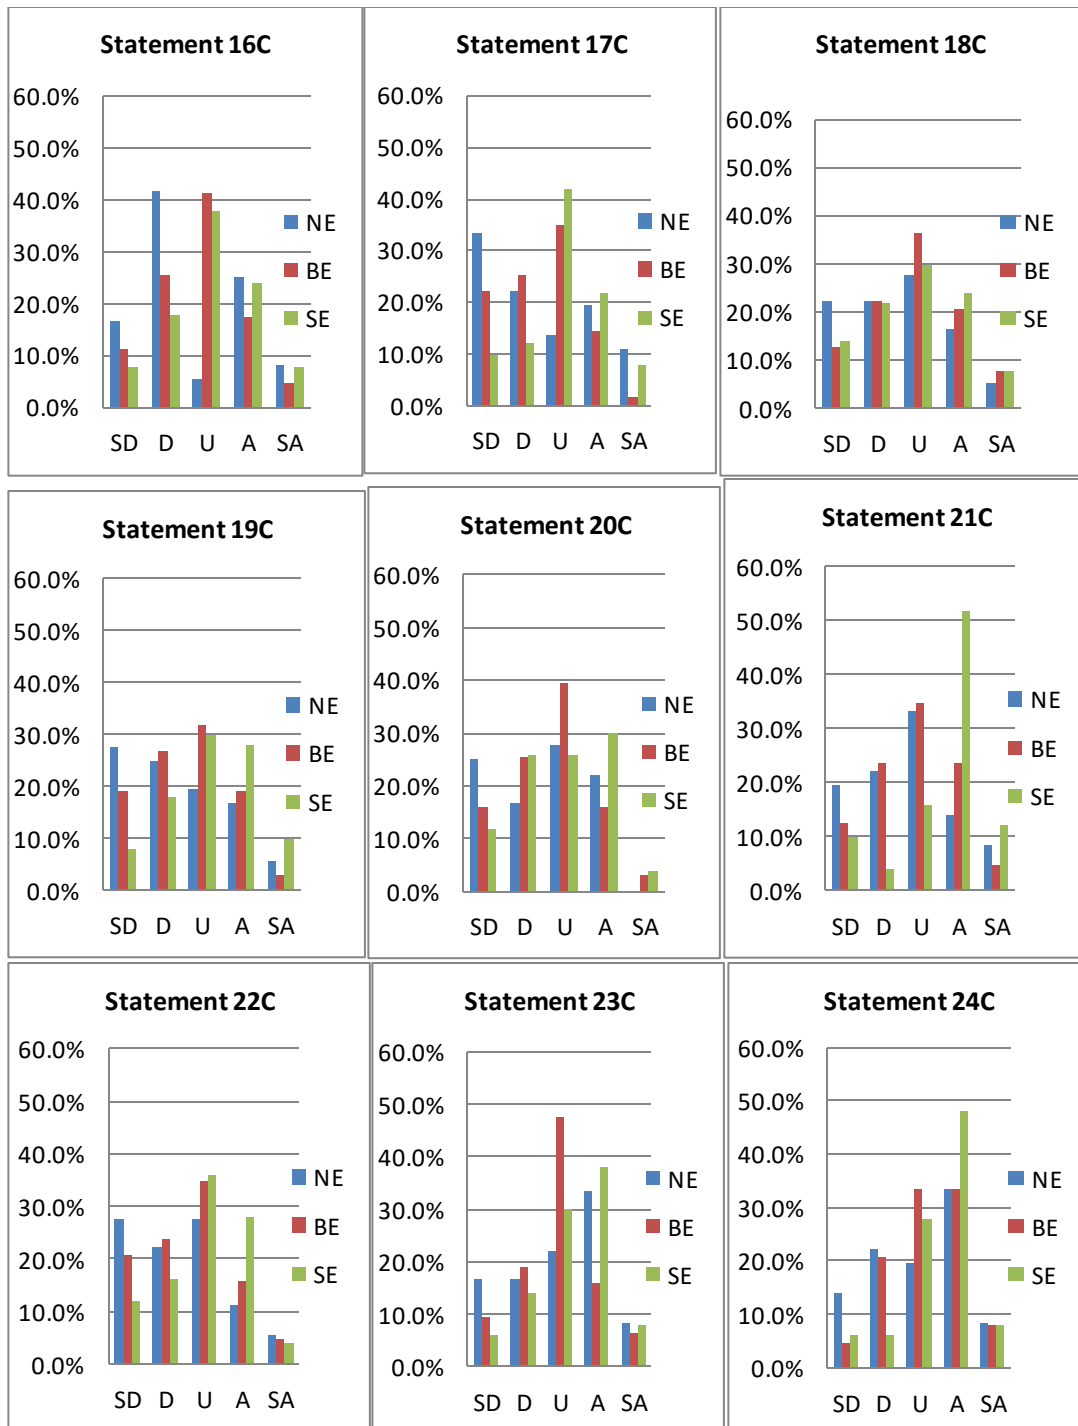 Statement 16C
60.0%
50.0%
40.0%
30.0%
20.0%
10.0%
0.0%
SD D U A SA
NE
BE
SE
Statement 17C
60.0%
50.0%
40.0%
30.0%
20.0%
10.0%
0.0%
SD D U A SA
NE
BE
SE
Statement 18C
60.0%
50.0%
40.0%
30.0%
20.0%
10.0%
0.0%
SD D U A SA
NE
BE
SE
Statement 19C
60.0%
50.0%
40.0%
30.0%
20.0%
10.0%
0.0%
SD D U A SA
NE
BE
SE
Statement 20C
60.0%
50.0%
40.0%
30.0%
20.0%
10.0%
0.0%
SD D U A SA
NE
BE
SE
Statement 21C
60.0%
50.0%
40.0%
30.0%
20.0%
10.0%
0.0%
SD D U A SA
NE
BE
SE
Statement 22C
60.0%
50.0%
40.0%
30.0%
20.0%
10.0%
0.0%
SD D U A SA
NE
BE
SE
Statement 23C
60.0%
50.0%
40.0%
30.0%
20.0%
10.0%
0.0%
SD D U A SA
NE
BE
SE
Statement 24C
60.0%
50.0%
40.0%
30.0%
20.0%
10.0%
0.0%
SD D U A SA
NE
BE
SE